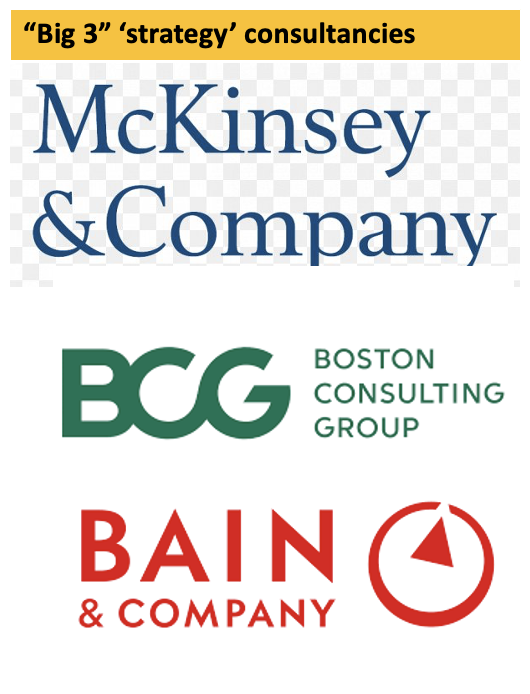 “Big 3” ‘strategy’ consultancies
McKinsey
&Company
BCG
BOSTON
CONSULTING
GROUP
BAIN
& COMPANY